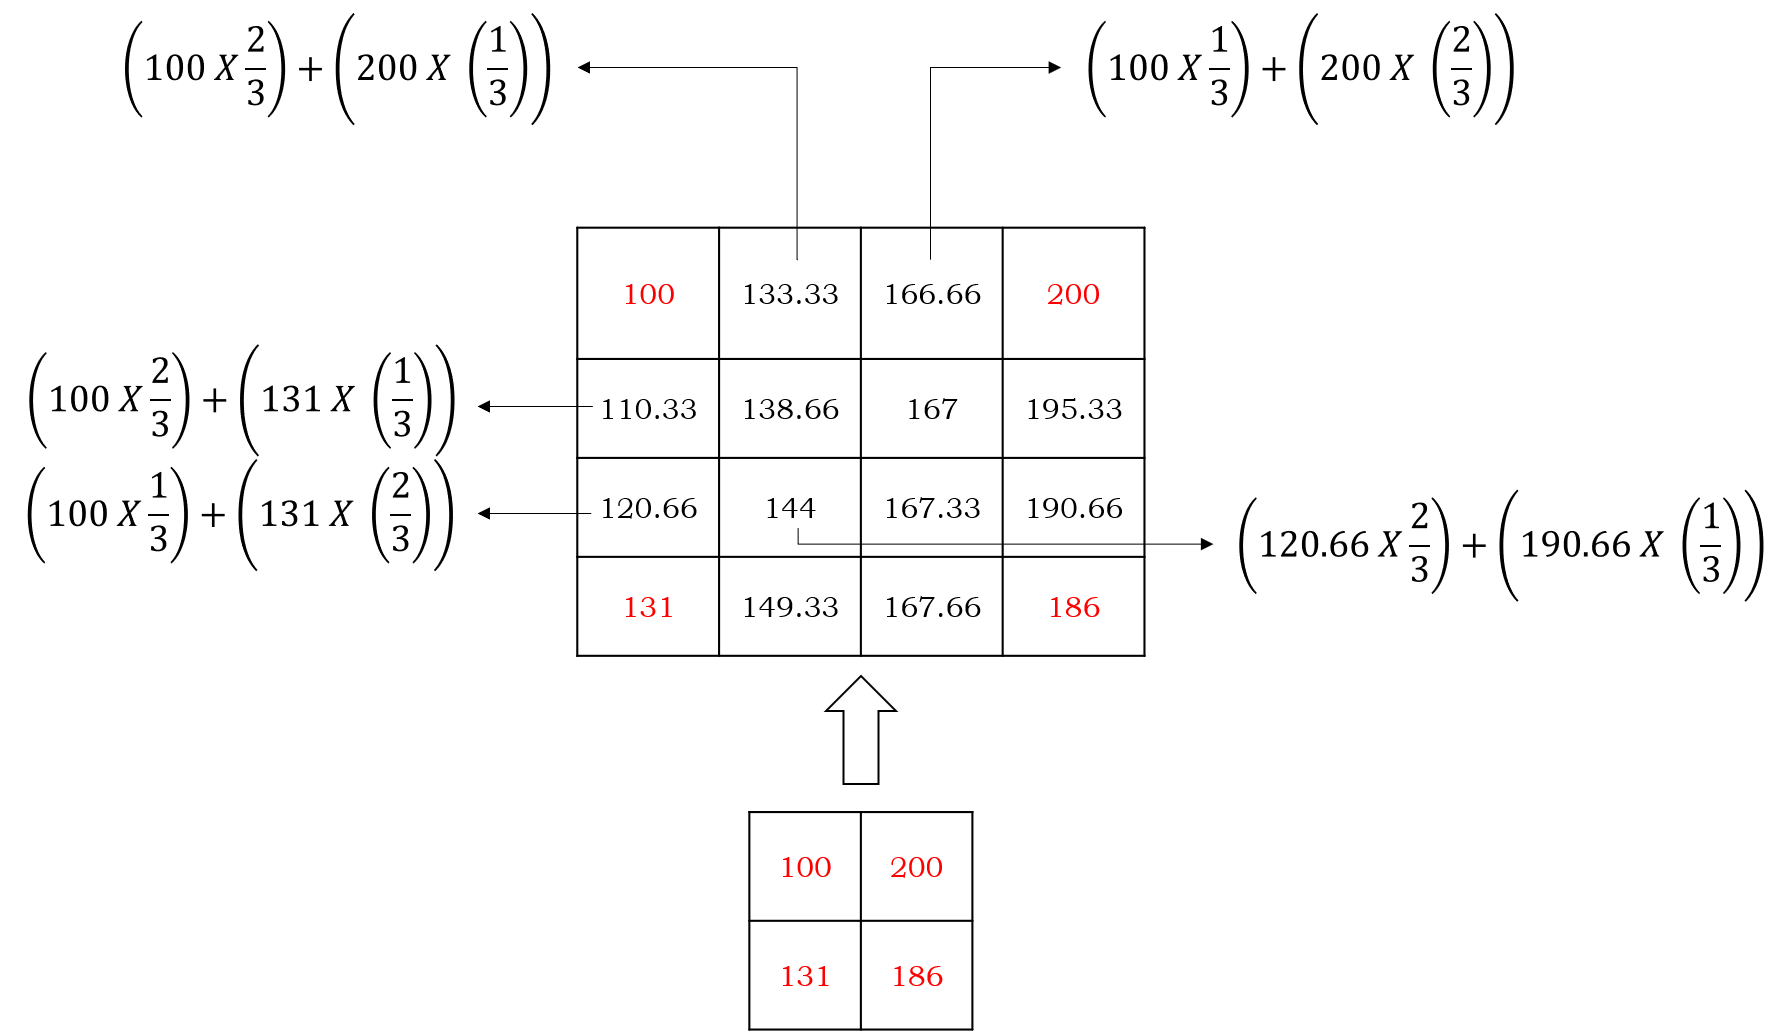 (100 X 2/3) + (200 X (1/3))
(100 X 1/3) + (200 X (2/3))
100 133.33 166.66 200
(100 X 2/3) + (131 X (1/3))
110.33 138.66 167 195.33
(100 X 1/3) + (131 X (2/3))
120.66 144 167.33 190.66
(120.66 X 2/3) + (190.66 X (1/3))
131 149.33 167.66 186
100 200
131 186